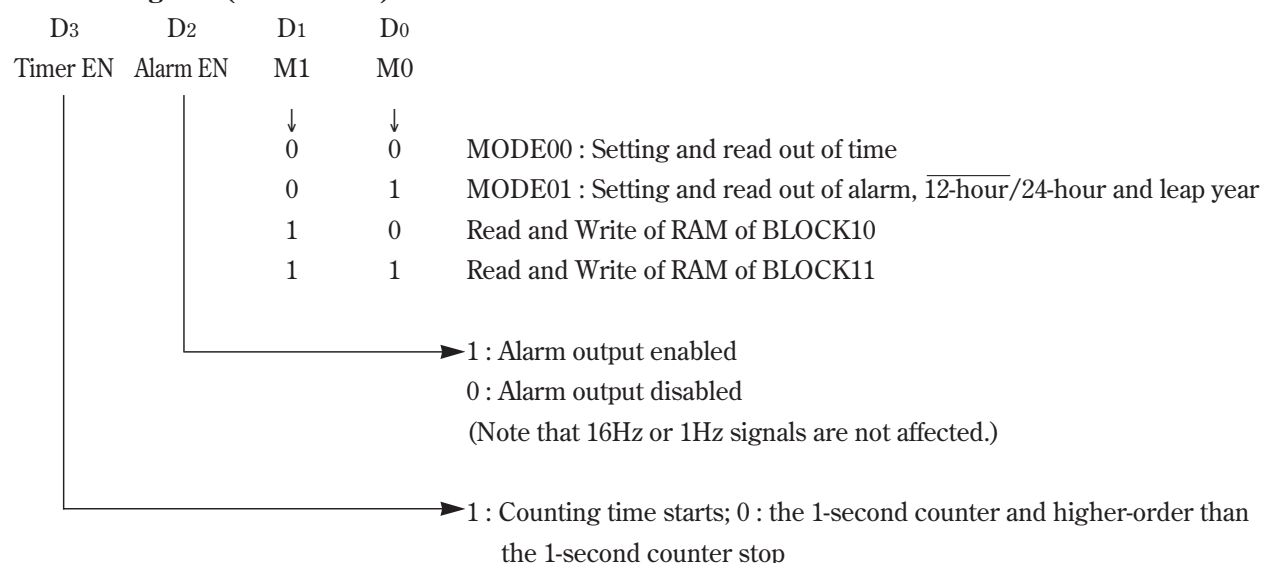 D3 D2 D1 D0
Timer EN Alarm EN M1 M0
↓ ↓
0 0 MODE00 : Setting and read out of time
0 1 MODE01 : Setting and read out of alarm, 12-hour/24-hour and leap year
1 0 Read and Write of RAM of BLOCK10
1 1 Read and Write of RAM of BLOCK11
1 : Alarm output enabled
0 : Alarm output disabled
(Note that 16Hz or 1Hz signals are not affected.)
1 : Counting time starts; 0 : the 1-second counter and higher-order than
the 1-second counter stop